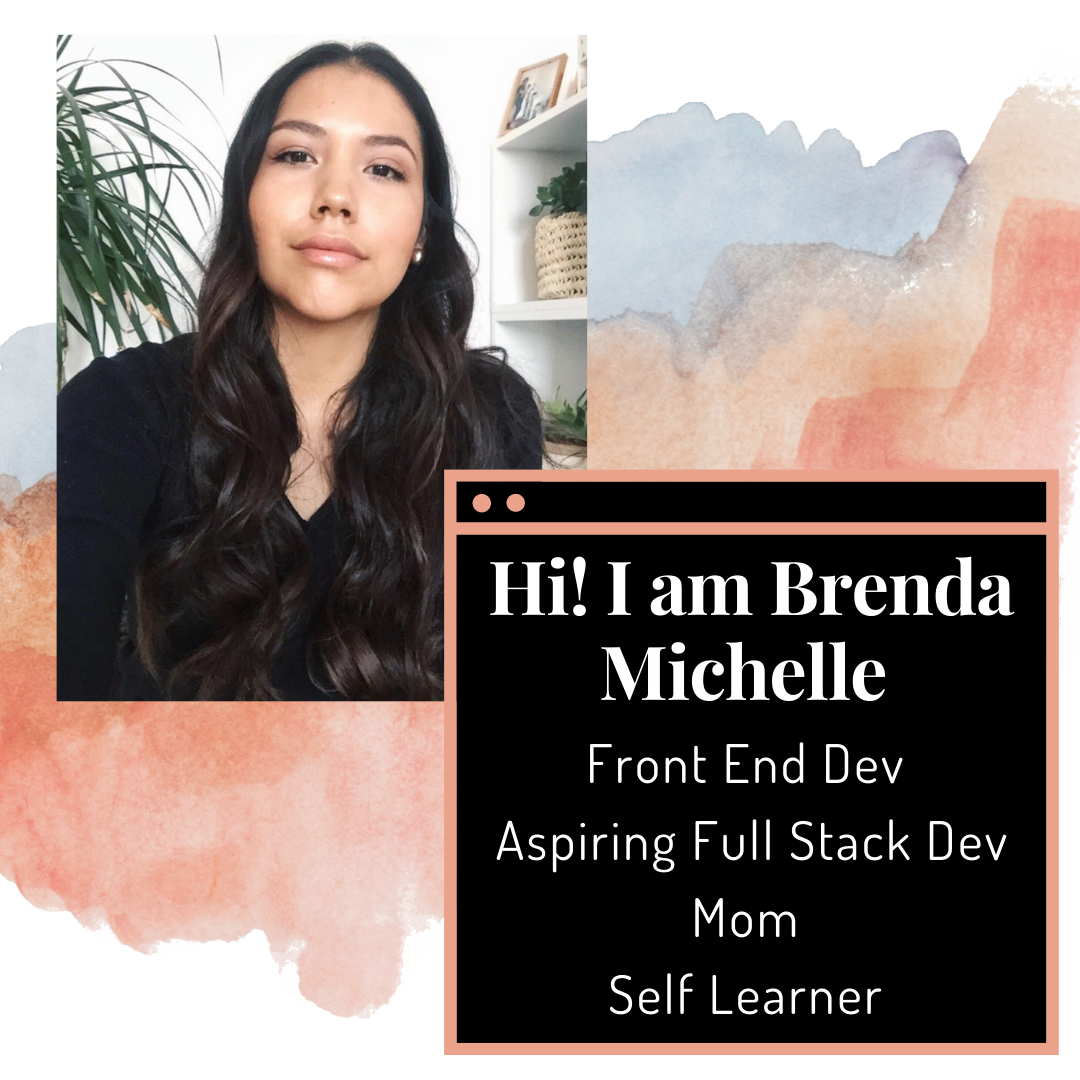 Hi! I am Brenda
Michelle
Front End Dev
Aspiring Full Stack Dev
Mom
Self Learner